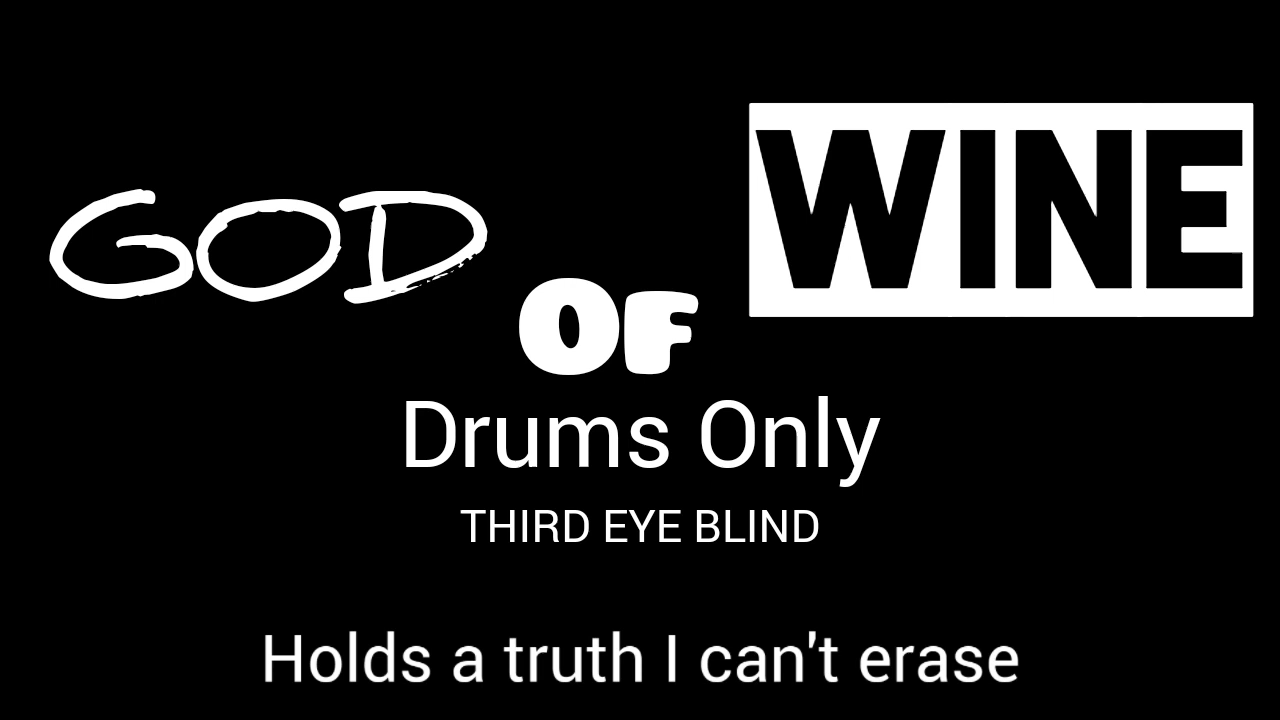 GOD OF WINE
Drums Only
THIRD EYE BLIND
Holds a truth I can't erase